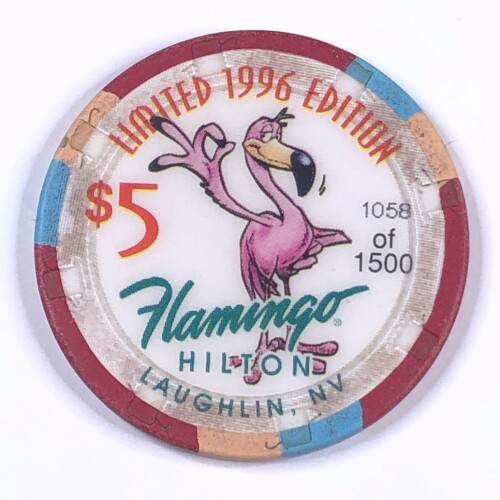 LIMITED 1996 EDITION
$5
1058
of
1500
Flamingo®
HILTON
LAUGHLIN, NV